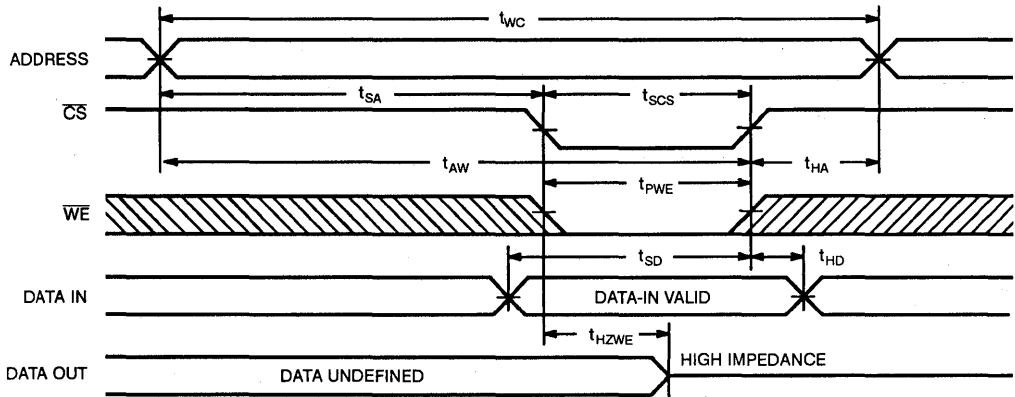 tWC
ADDRESS
tSA
tSCS
CS
tAW
tHA
tPWE
WE
tSD
tHD
DATA IN
DATA-IN VALID
tHZWE
DATA OUT
DATA UNDEFINED
HIGH IMPEDANCE